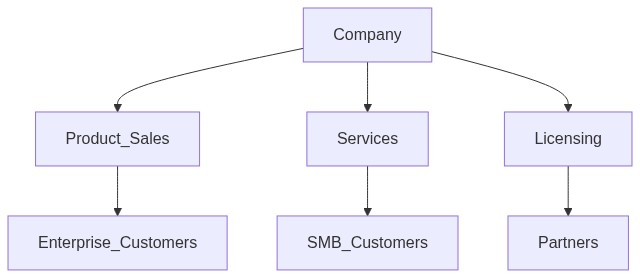 Company
Product_Sales
Services
Licensing
Enterprise_Customers
SMB_Customers
Partners